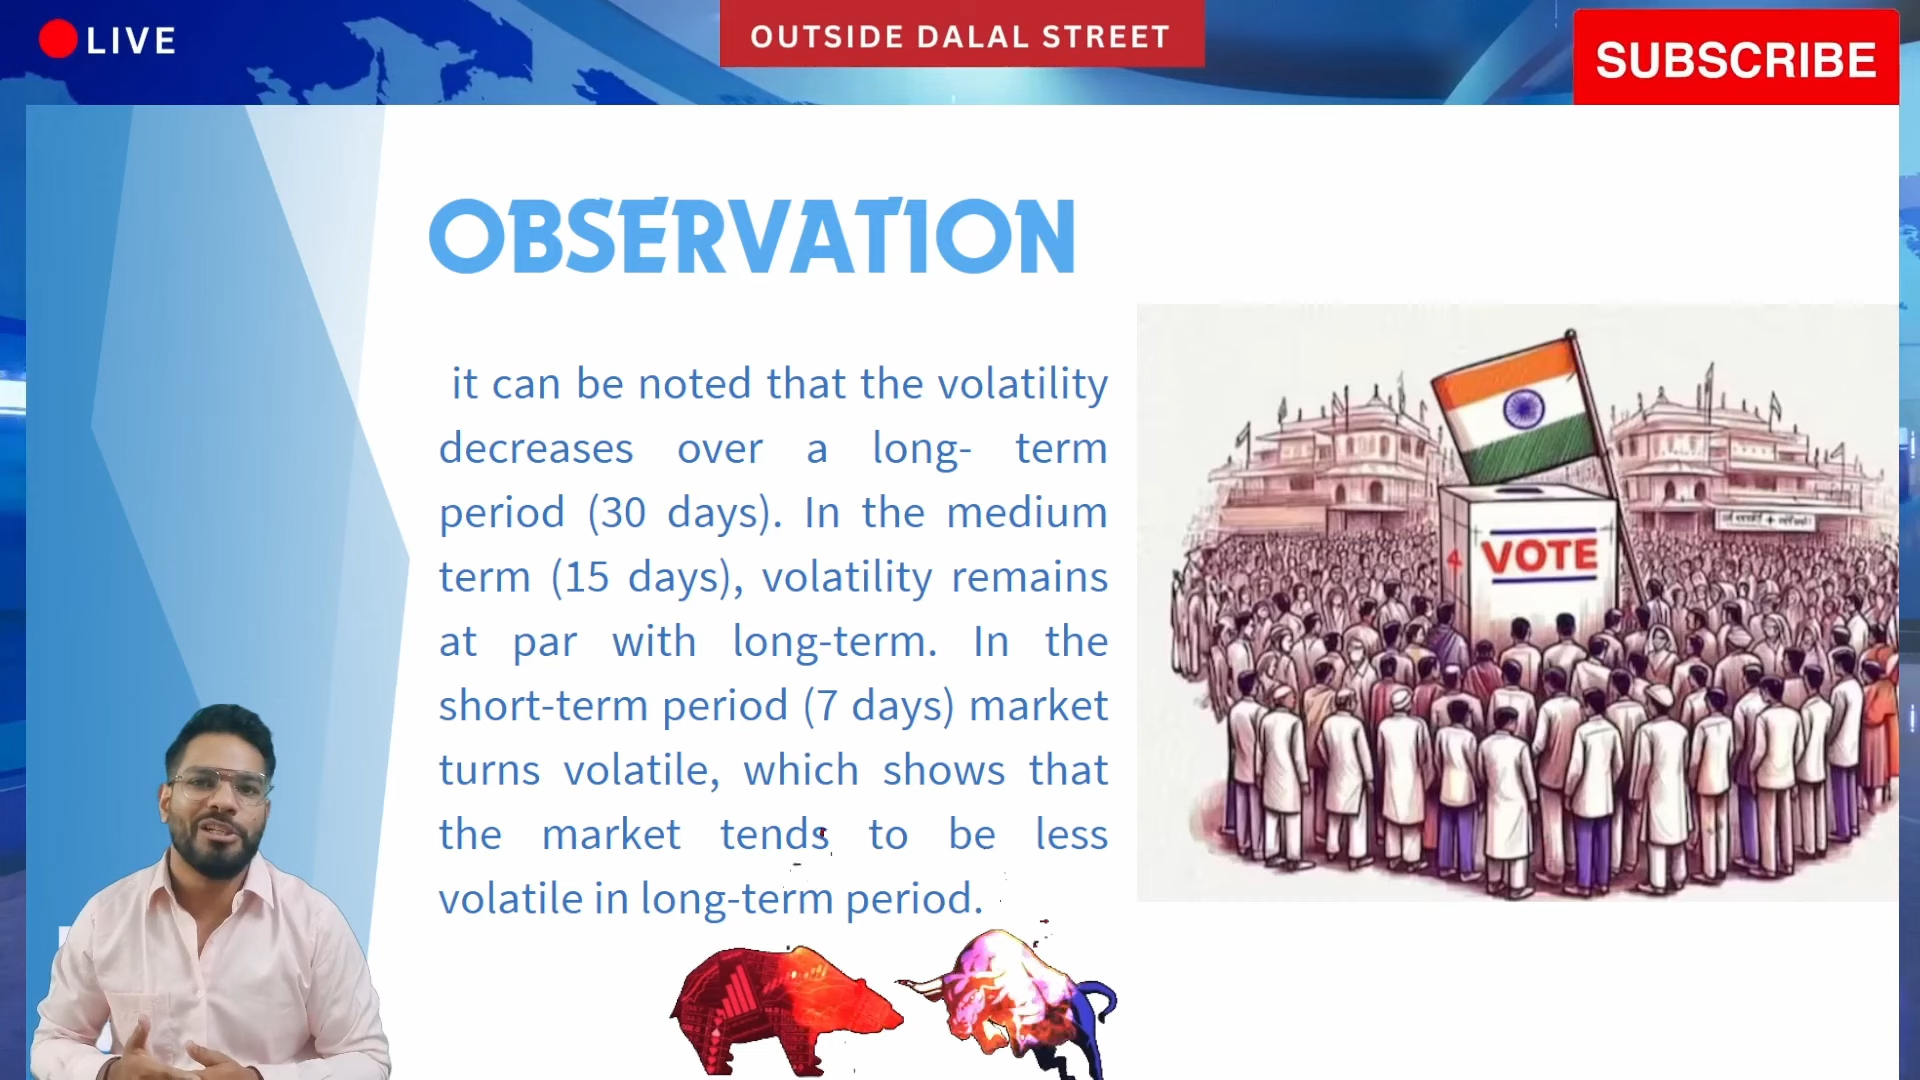 LIVE
OUTSIDE DALAL STREET
SUBSCRIBE
OBSERVATION
it can be noted that the volatility
decreases over a long- term
period (30 days). In the medium
term (15 days), volatility remains
at par with long-term. In the
short-term period (7 days) market
turns volatile, which shows that
the market tends to be less
volatile in long-term period.
4 VOTE